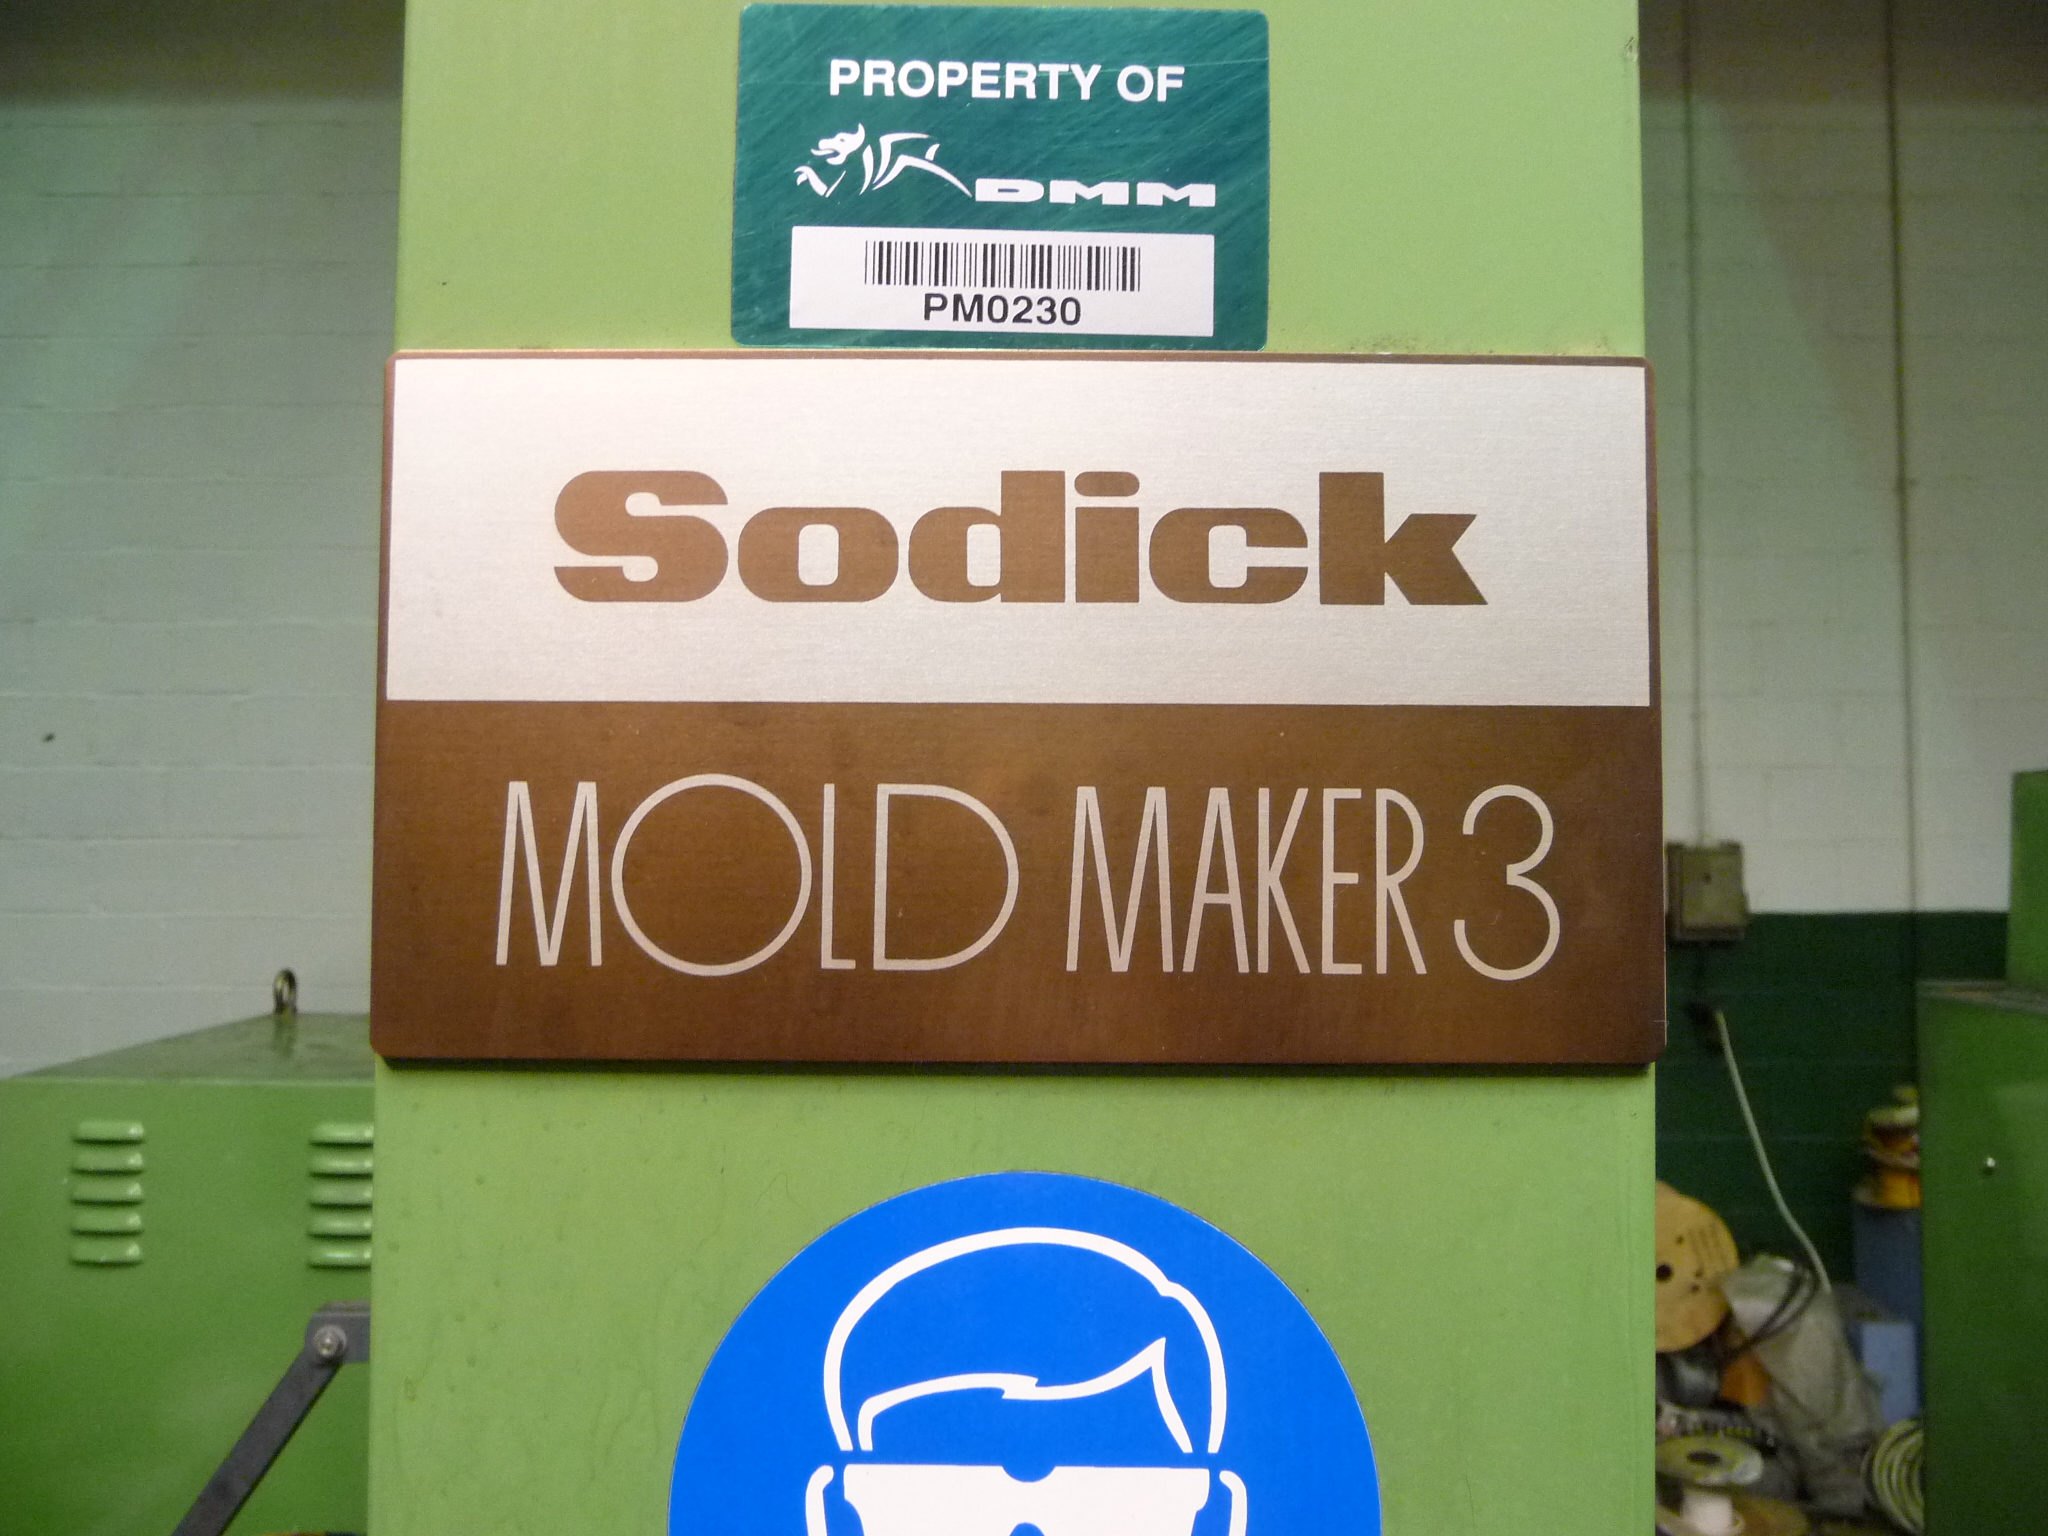 PROPERTY OF
DMM
PM0230
Sodick
MOLD MAKER 3